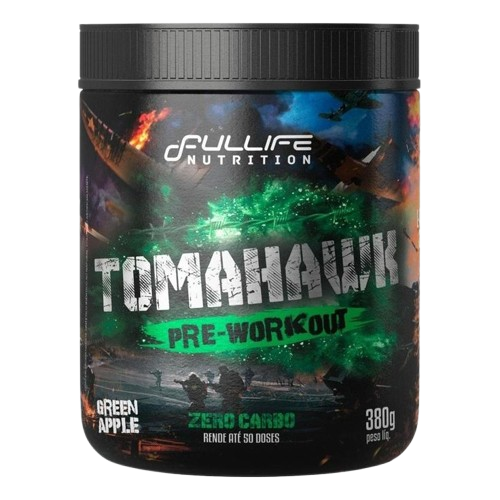 FULLIFE
NUTRITION
TOMAHAWK
PRE-WORKOUT
GREEN
APPLE
ZERO CARBO
RENDE ATÉ 50 DOSES
380g
peso líq.